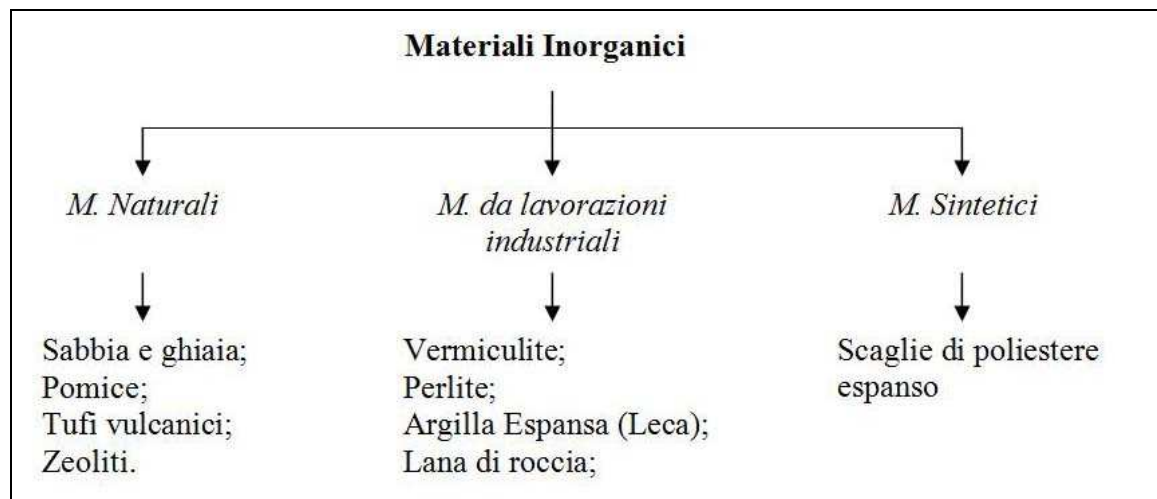 Materiali Inorganici
M. Naturali
M. da lavorazioni
industriali
M. Sintetici
Sabbia e ghiaia;
Pomice;
Tufi vulcanici;
Zeoliti.
Vermiculite;
Perlite;
Argilla Espansa (Leca);
Lana di roccia;
Scaglie di poliestere
espanso